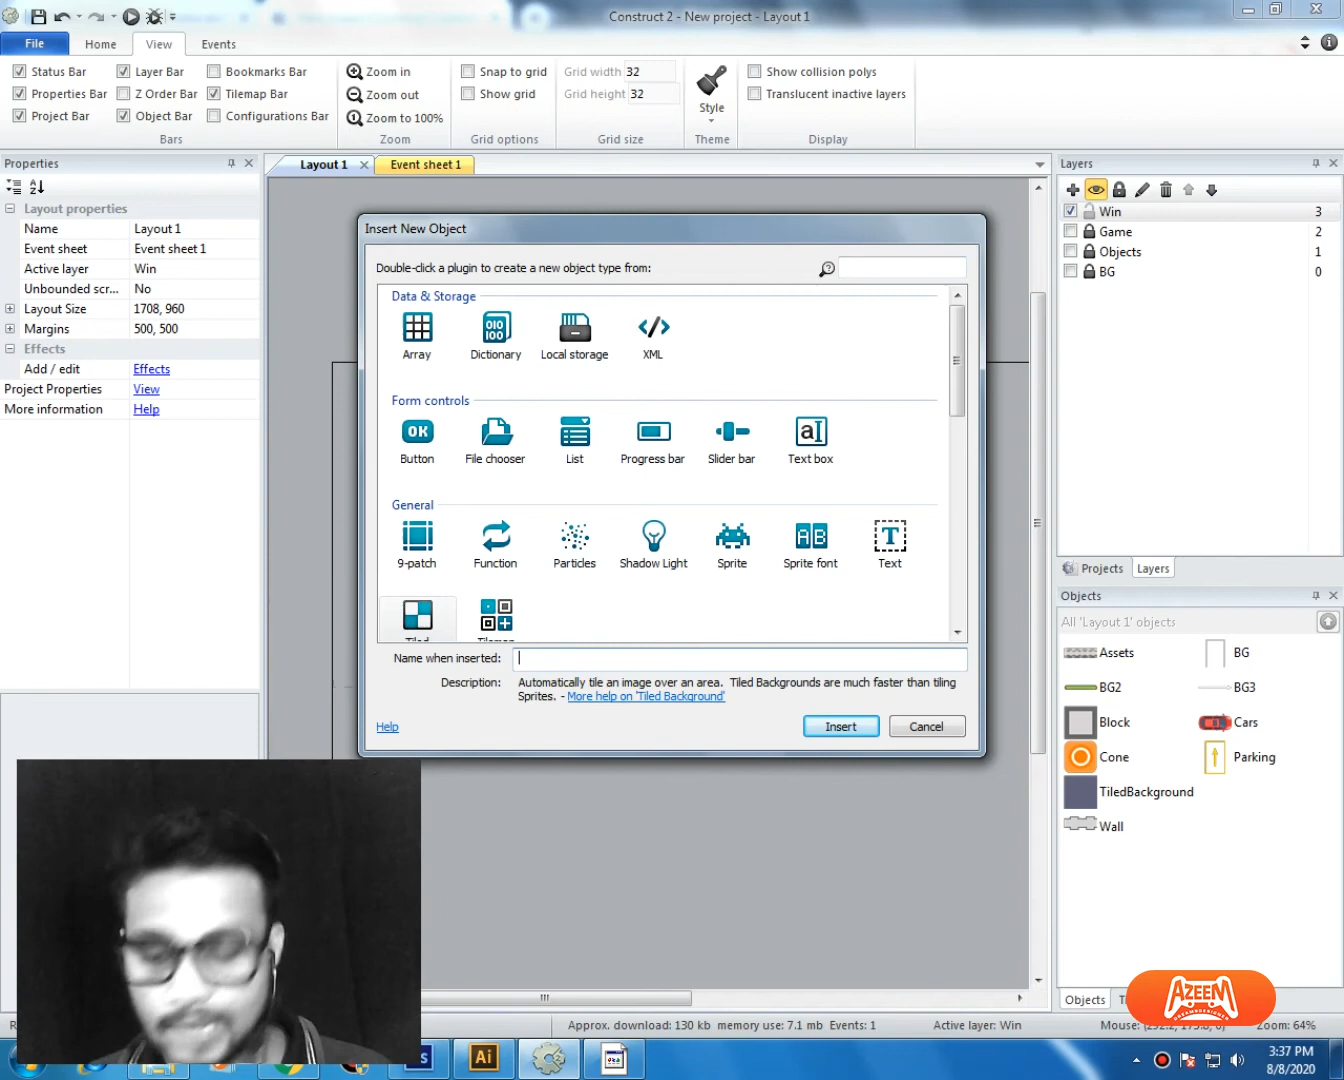 Construct 2 - New project - Layout 1
File Home View Events
Status Bar Layer Bar Bookmarks Bar Zoom in Snap to grid Grid width 32 Show collision polys
Properties Bar Z Order Bar Tilemap Bar Zoom out Show grid Grid height 32 Translucent inactive layers
Project Bar Object Bar Configurations Bar Zoom to 100% Style
Bars Zoom Grid options Grid size Theme Display
Properties
Layout 1 Event sheet 1
Layout properties
Name Layout 1
Event sheet Event sheet 1
Active layer Win
Unbounded scr... No
Layout Size 1708, 960
Margins 500, 500
Effects
Add / edit Effects
Project Properties View
More information Help
Insert New Object
Double-click a plugin to create a new object type from:
Data & Storage
Array Dictionary Local storage XML
Form controls
OK aI
Button File chooser List Progress bar Slider bar Text box
General
AB T
9-patch Function Particles Shadow Light Sprite Sprite font Text
Tiled Tilemap
Name when inserted:
Description: Automatically tile an image over an area. Tiled Backgrounds are much faster than tiling
Sprites. - More help on 'Tiled Background'
Help Insert Cancel
Layers
Win 3
Game 2
Objects 1
BG 0
Projects Layers
Objects
All 'Layout 1' objects
Assets BG
BG2 BG3
Block Cars
Cone Parking
TiledBackground
Wall
AZEEM
Objects
Approx. download: 130 kb memory use: 7.1 mb Events: 1 Active layer: Win Zoom: 64%
Ai
3:37 PM
8/8/2020